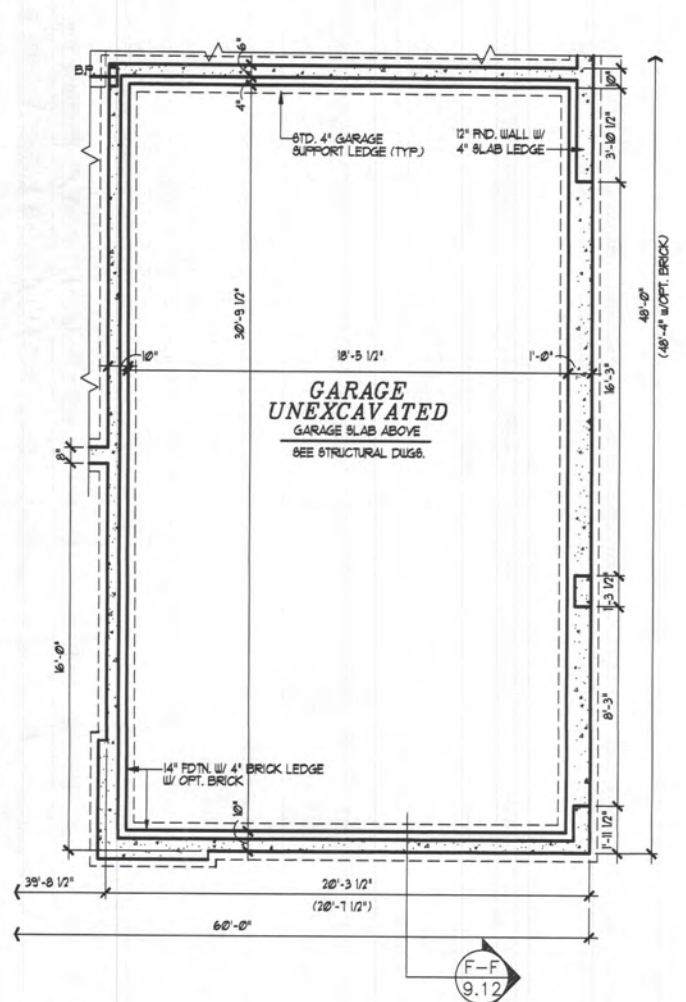 6"
B.P.
4"
10"
STD. 4" GARAGE
SUPPORT LEDGE (TYP.)
12" FND. WALL W/
4" SLAB LEDGE
3'-10 1/2"
48'-0"
(48'-4" W/OPT. BRICK)
30'-9 1/2"
10"
18'-5 1/2"
1'-0"
16'-3"
GARAGE
UNEXCAVATED
GARAGE SLAB ABOVE
SEE STRUCTURAL DWGS.
8"
1'-3 1/2"
16'-0"
8'-3"
14" FDTN. W/ 4" BRICK LEDGE
W/ OPT. BRICK
10"
1'-11 1/2"
39'-8 1/2"
20'-3 1/2"
(20'-7 1/2")
60'-0"
F-F
9.12